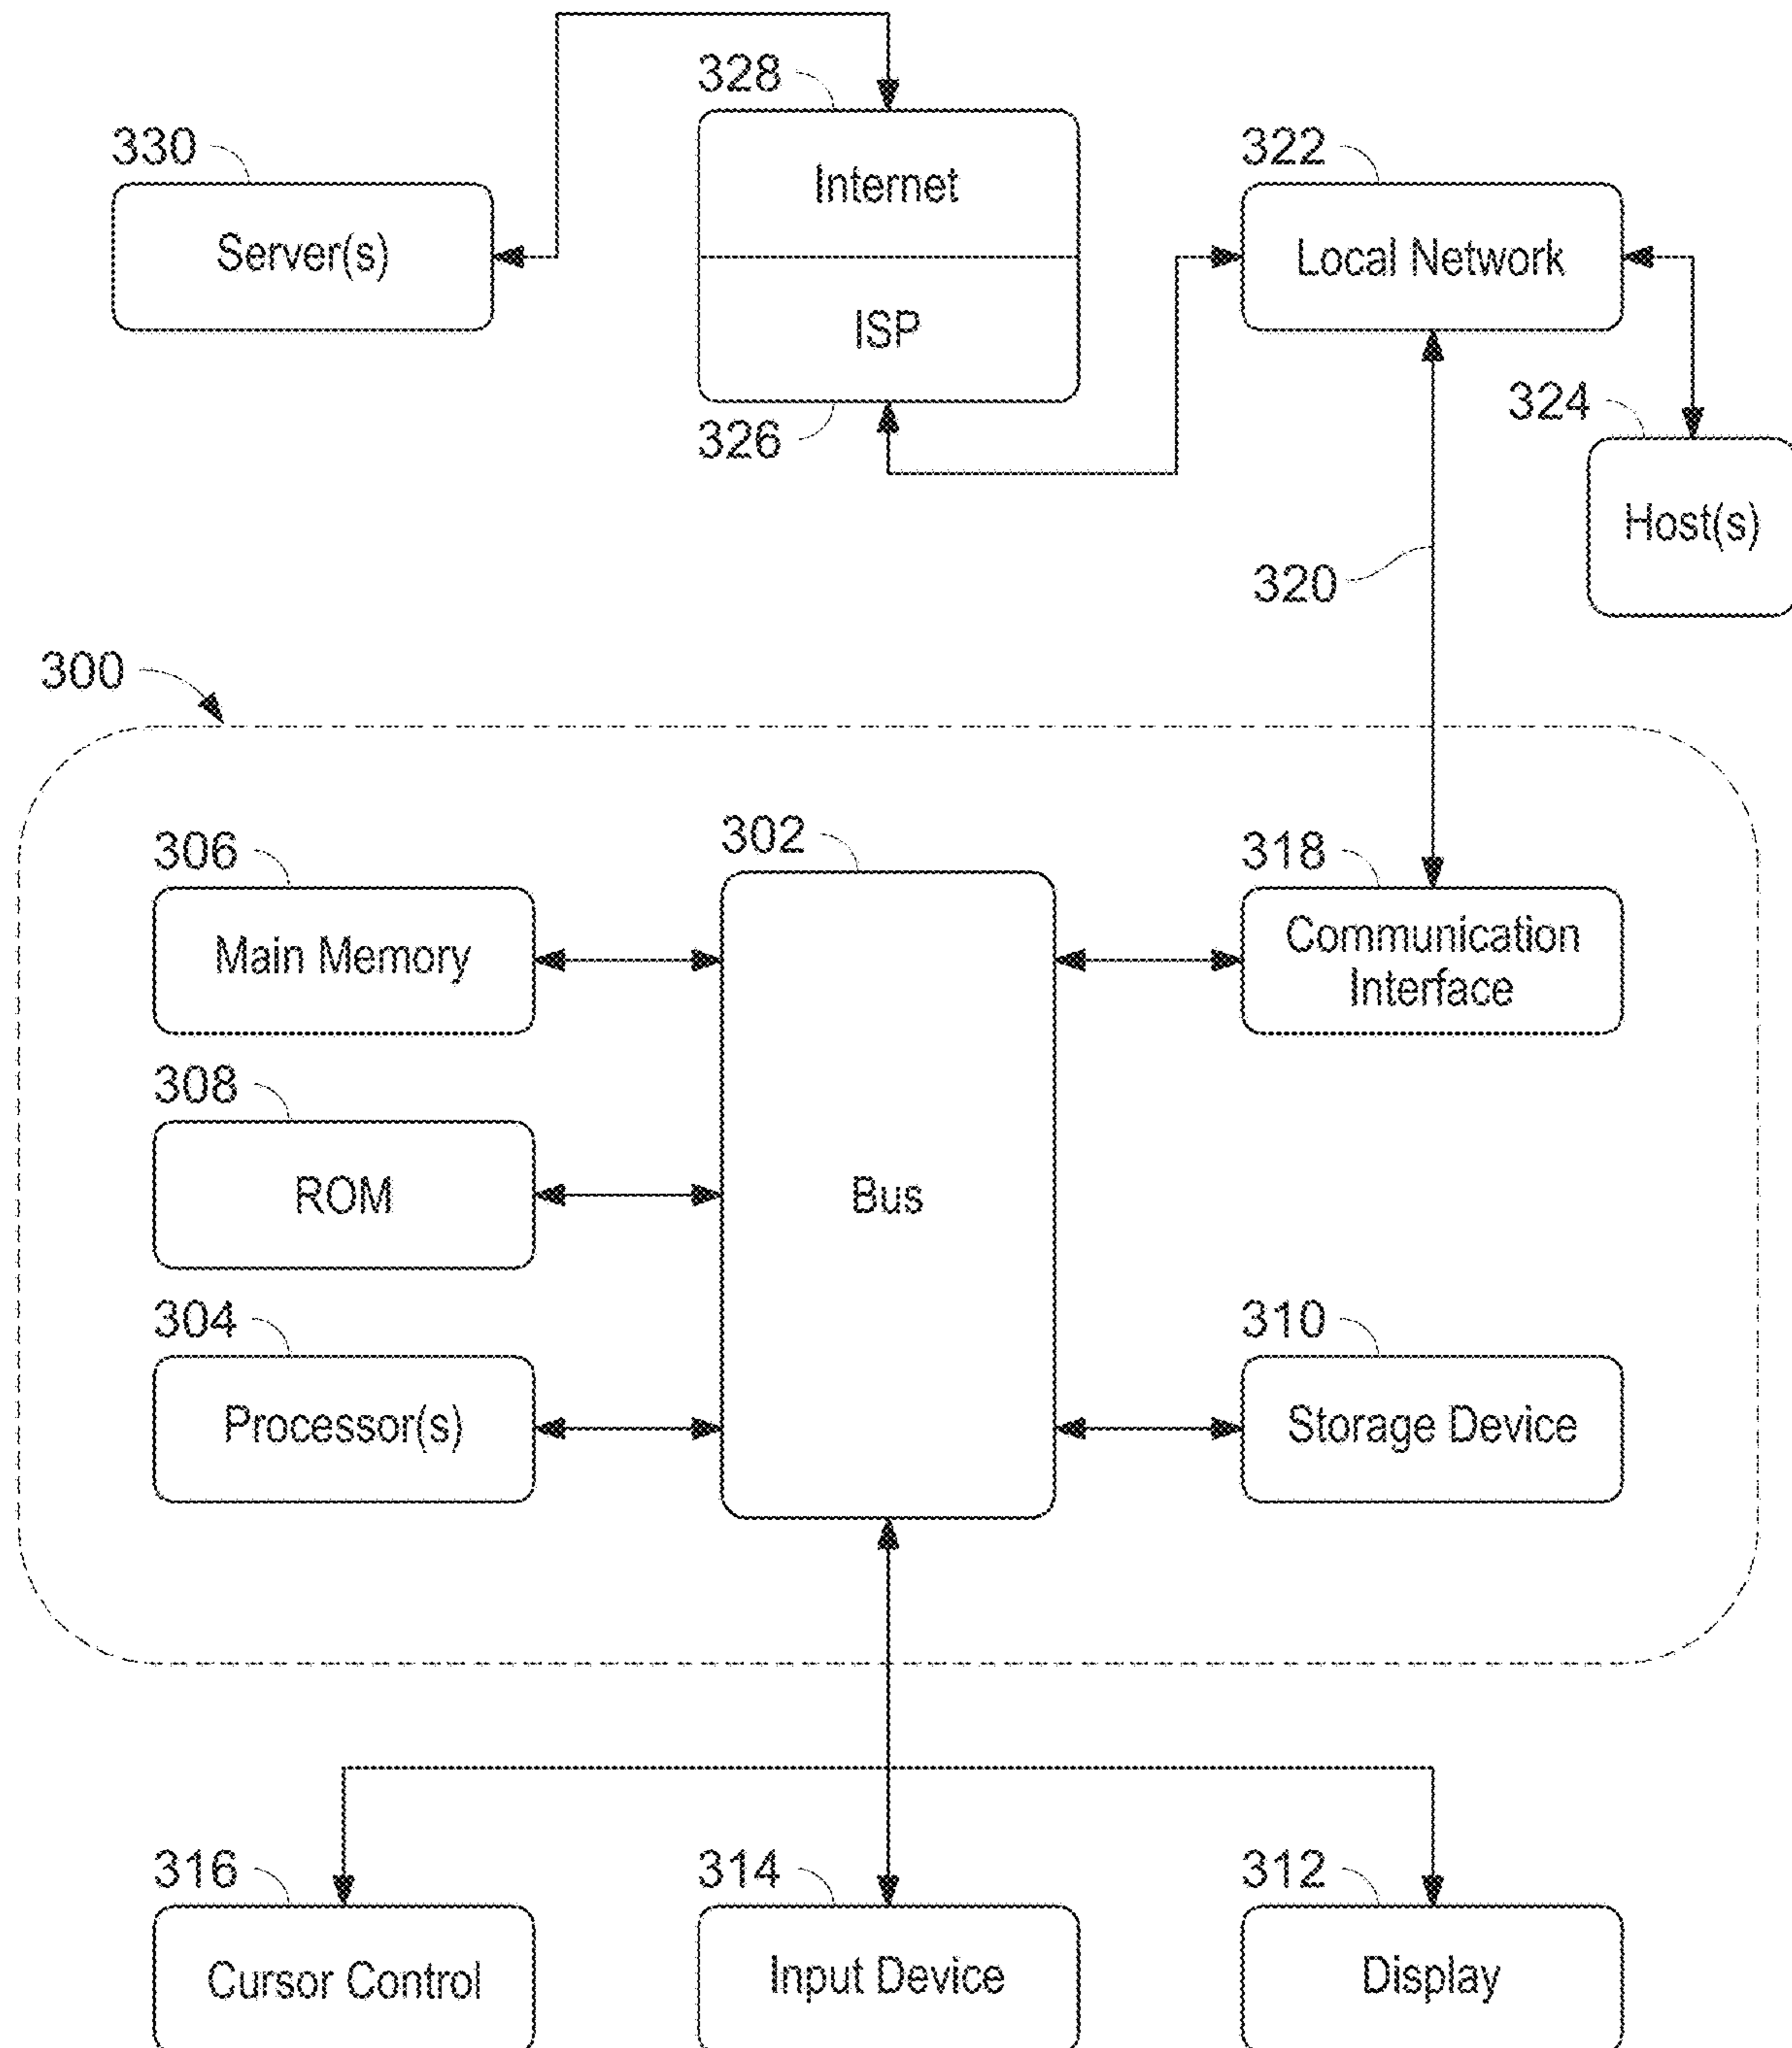 328
330
322
Internet
Server(s)
Local Network
ISP
324
326
Host(s)
320
300
306
302
318
Main Memory
Communication
Interface
308
ROM
Bus
304
310
Processor(s)
Storage Device
316
314
312
Cursor Control
Input Device
Display